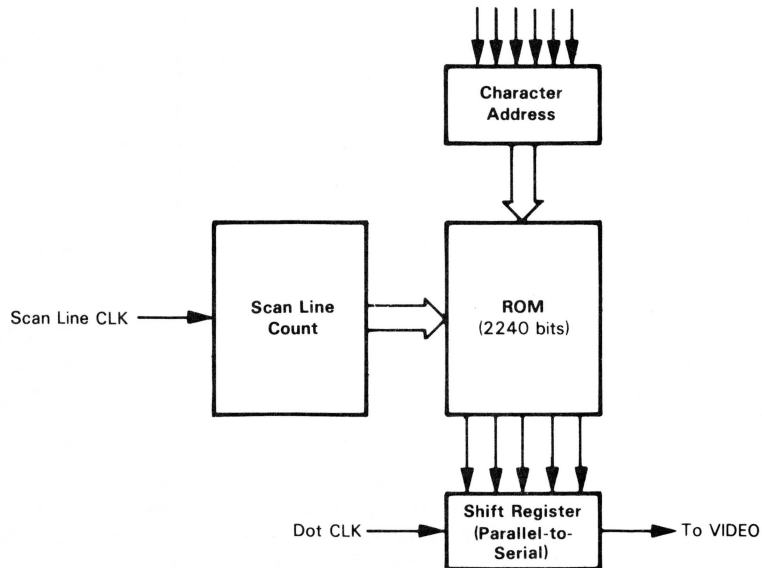 Character
Address
Scan Line CLK
Scan Line
Count
ROM
(2240 bits)
Dot CLK
Shift Register
(Parallel-to-
Serial)
To VIDEO